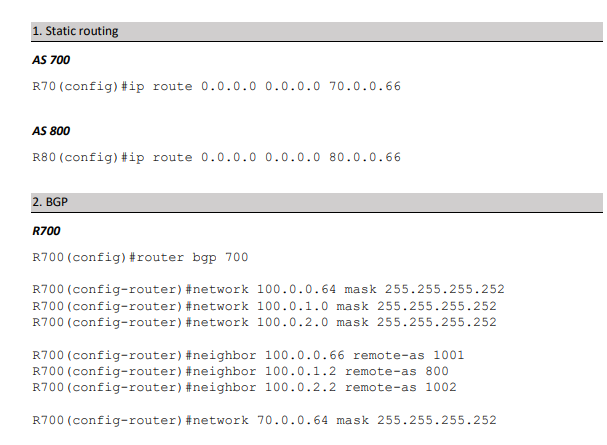 1. Static routing
AS 700
R70(config)#ip route 0.0.0.0 0.0.0.0 70.0.0.66
AS 800
R80(config)#ip route 0.0.0.0 0.0.0.0 80.0.0.66
2. BGP
R700
R700(config)#router bgp 700
R700(config-router)#network 100.0.0.64 mask 255.255.255.252
R700(config-router)#network 100.0.1.0 mask 255.255.255.252
R700(config-router)#network 100.0.2.0 mask 255.255.255.252
R700(config-router)#neighbor 100.0.0.66 remote-as 1001
R700(config-router)#neighbor 100.0.1.2 remote-as 800
R700(config-router)#neighbor 100.0.2.2 remote-as 1002
R700(config-router)#network 70.0.0.64 mask 255.255.255.252